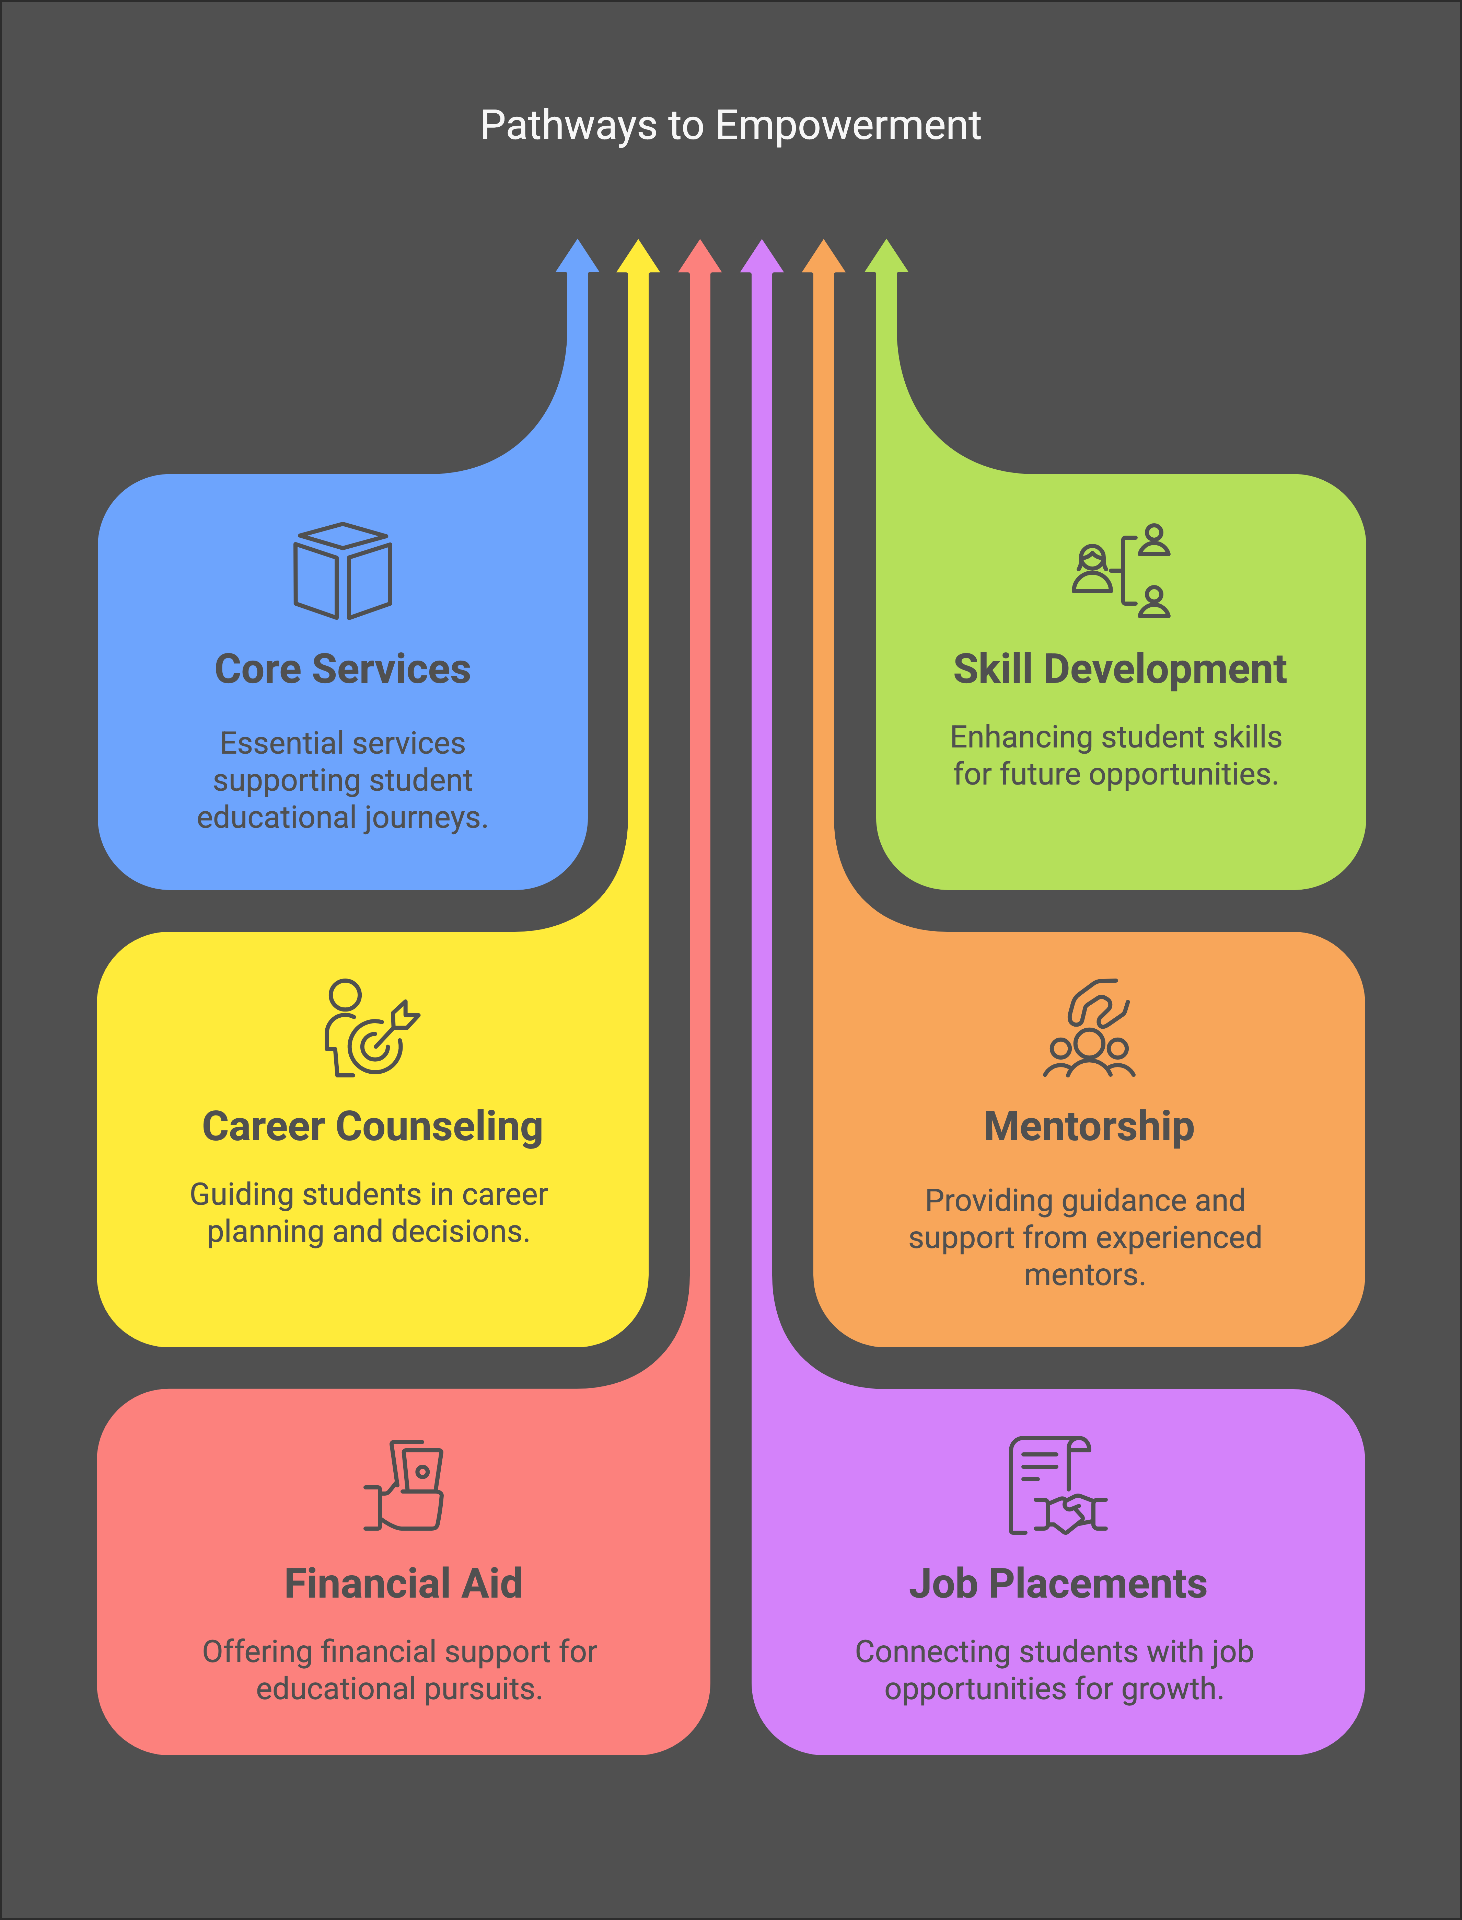 Pathways to Empowerment
Core Services
Essential services
supporting student
educational journeys.
Skill Development
Enhancing student skills
for future opportunities.
Career Counseling
Guiding students in career
planning and decisions.
Mentorship
Providing guidance and
support from experienced
mentors.
Financial Aid
Offering financial support for
educational pursuits.
Job Placements
Connecting students with job
opportunities for growth.